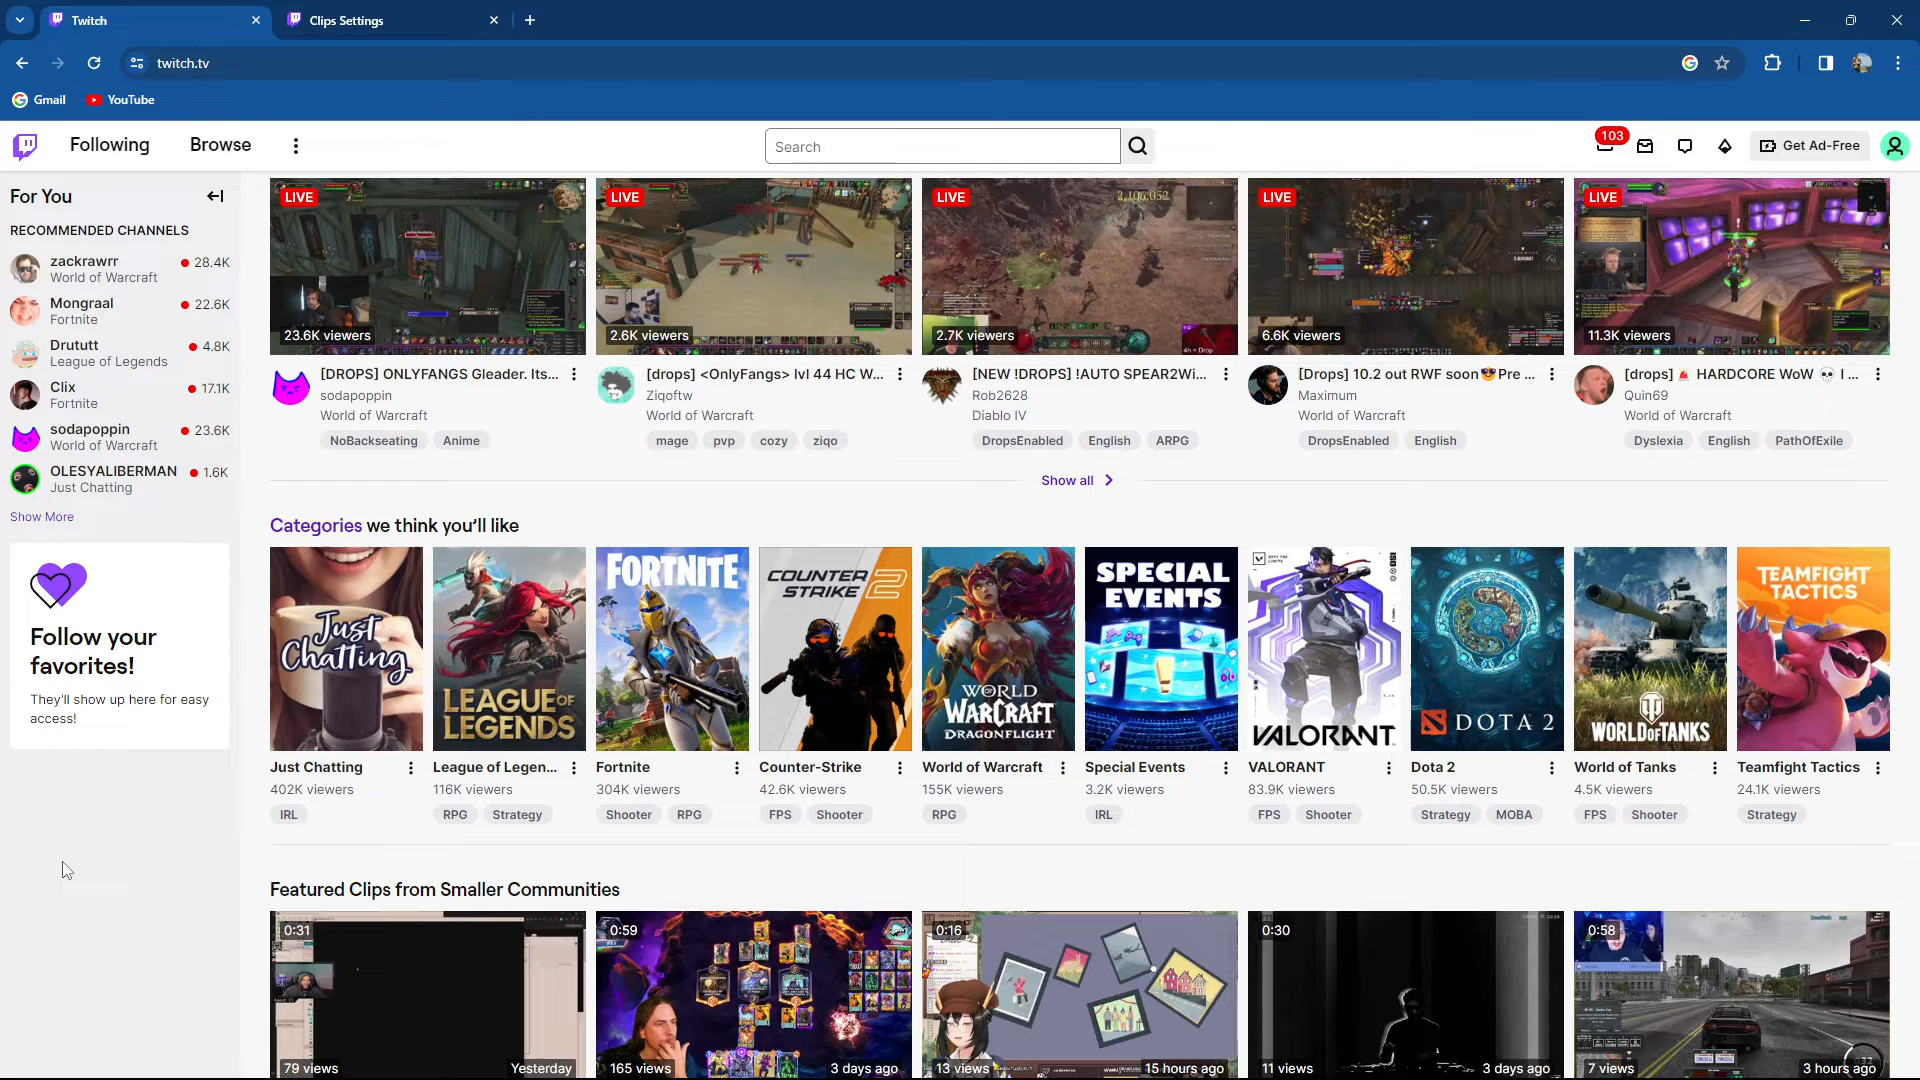 Twitch
Clips Settings
twitch.tv
Gmail
YouTube
Following
Browse
Search
103
Get Ad-Free
For You
RECOMMENDED CHANNELS
zackrawrr
World of Warcraft
28.4K
Mongraal
Fortnite
22.6K
Drututt
League of Legends
4.8K
Clix
Fortnite
17.1K
sodapoppin
World of Warcraft
23.6K
OLESYALIBERMAN
Just Chatting
1.6K
Show More
Follow your
favorites!
They'll show up here for easy
access!
LIVE
23.6K viewers
[DROPS] ONLYFANGS Gleader. Its...
sodapoppin
World of Warcraft
NoBackseating Anime
LIVE
2.6K viewers
[drops] <OnlyFangs> lvl 44 HC W...
Ziqoftw
World of Warcraft
mage pvp cozy ziqo
LIVE
2,106,052
2.7K viewers
[NEW !DROPS] !AUTO SPEAR2Wi...
Rob2628
Diablo IV
DropsEnabled English ARPG
LIVE
6.6K viewers
[Drops] 10.2 out RWF soon😎Pre ...
Maximum
World of Warcraft
DropsEnabled English
LIVE
11.3K viewers
[drops] 🚨 HARDCORE WoW 💀 I ...
Quin69
World of Warcraft
Dyslexia English PathOfExile
Show all
Categories we think you'll like
Just
Chatting
Just Chatting
402K viewers
IRL
LEAGUE OF
LEGENDS
League of Legen...
116K viewers
RPG Strategy
FORTNITE
Fortnite
304K viewers
Shooter RPG
COUNTER
STRIKE 2
Counter-Strike
42.6K viewers
FPS Shooter
WORLD
OF
WARCRAFT
DRAGONFLIGHT
World of Warcraft
155K viewers
RPG
SPECIAL
EVENTS
Special Events
3.2K viewers
IRL
DEFY THE
LIMITS
ISO
VALORANT
VALORANT
83.9K viewers
FPS Shooter
DOTA 2
Dota 2
50.5K viewers
Strategy MOBA
WORLD OF TANKS
World of Tanks
4.5K viewers
FPS Shooter
TEAMFIGHT
TACTICS
Teamfight Tactics
24.1K viewers
Strategy
Featured Clips from Smaller Communities
0:31
79 views
Yesterday
0:59
165 views
3 days ago
0:16
13 views
15 hours ago
0:30
11 views
3 days ago
0:58
7 views
3 hours ago